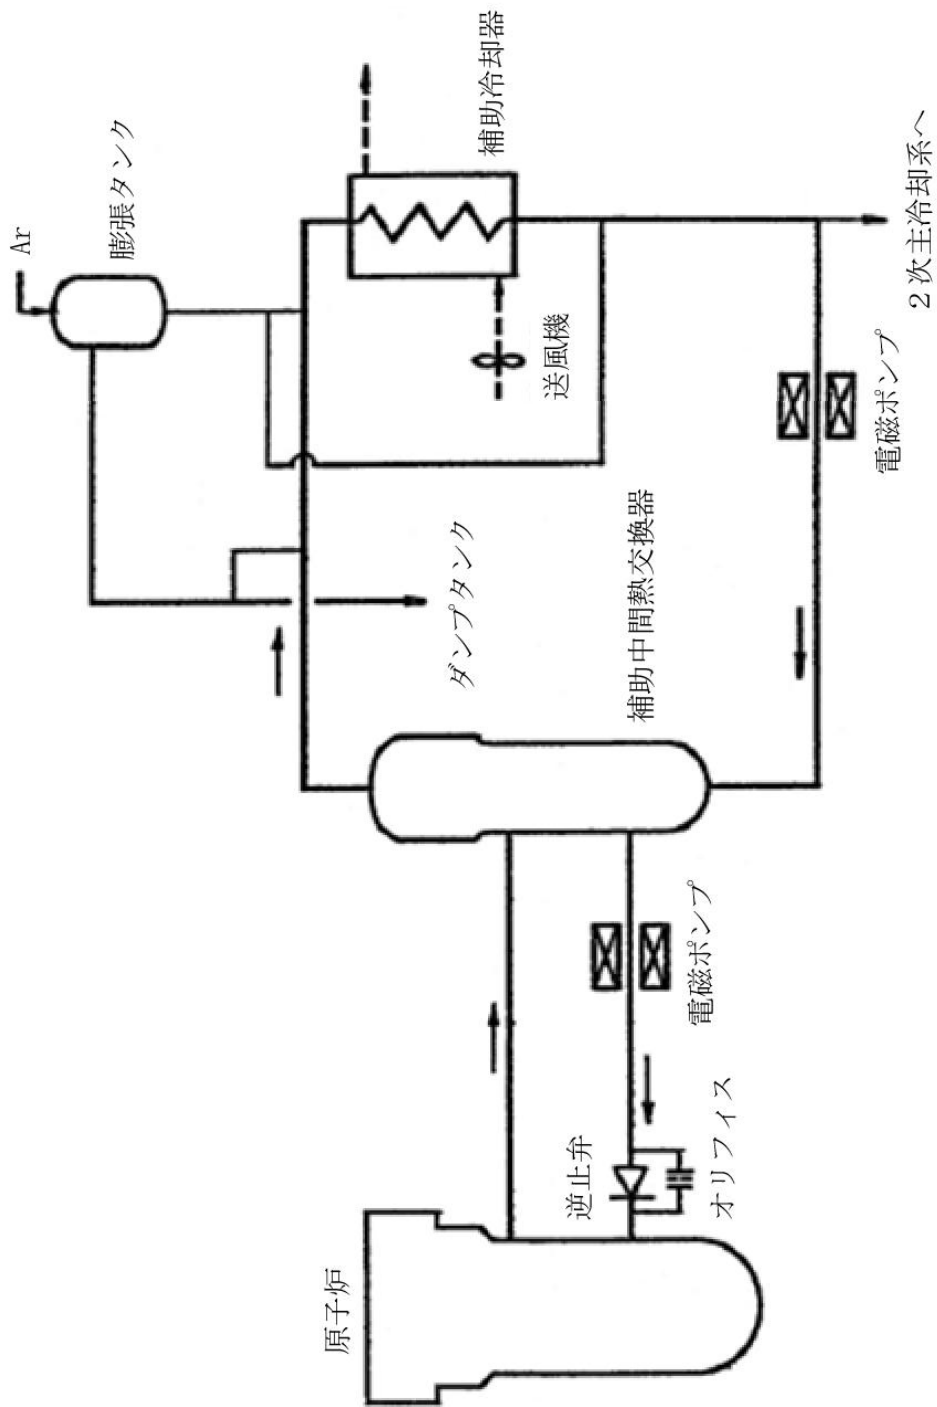 Ar
膨張タンク
補助冷却器
送風機
2次主冷却系へ
電磁ポンプ
ダンプタンク
補助中間熱交換器
電磁ポンプ
逆止弁
オリフィス
原子炉